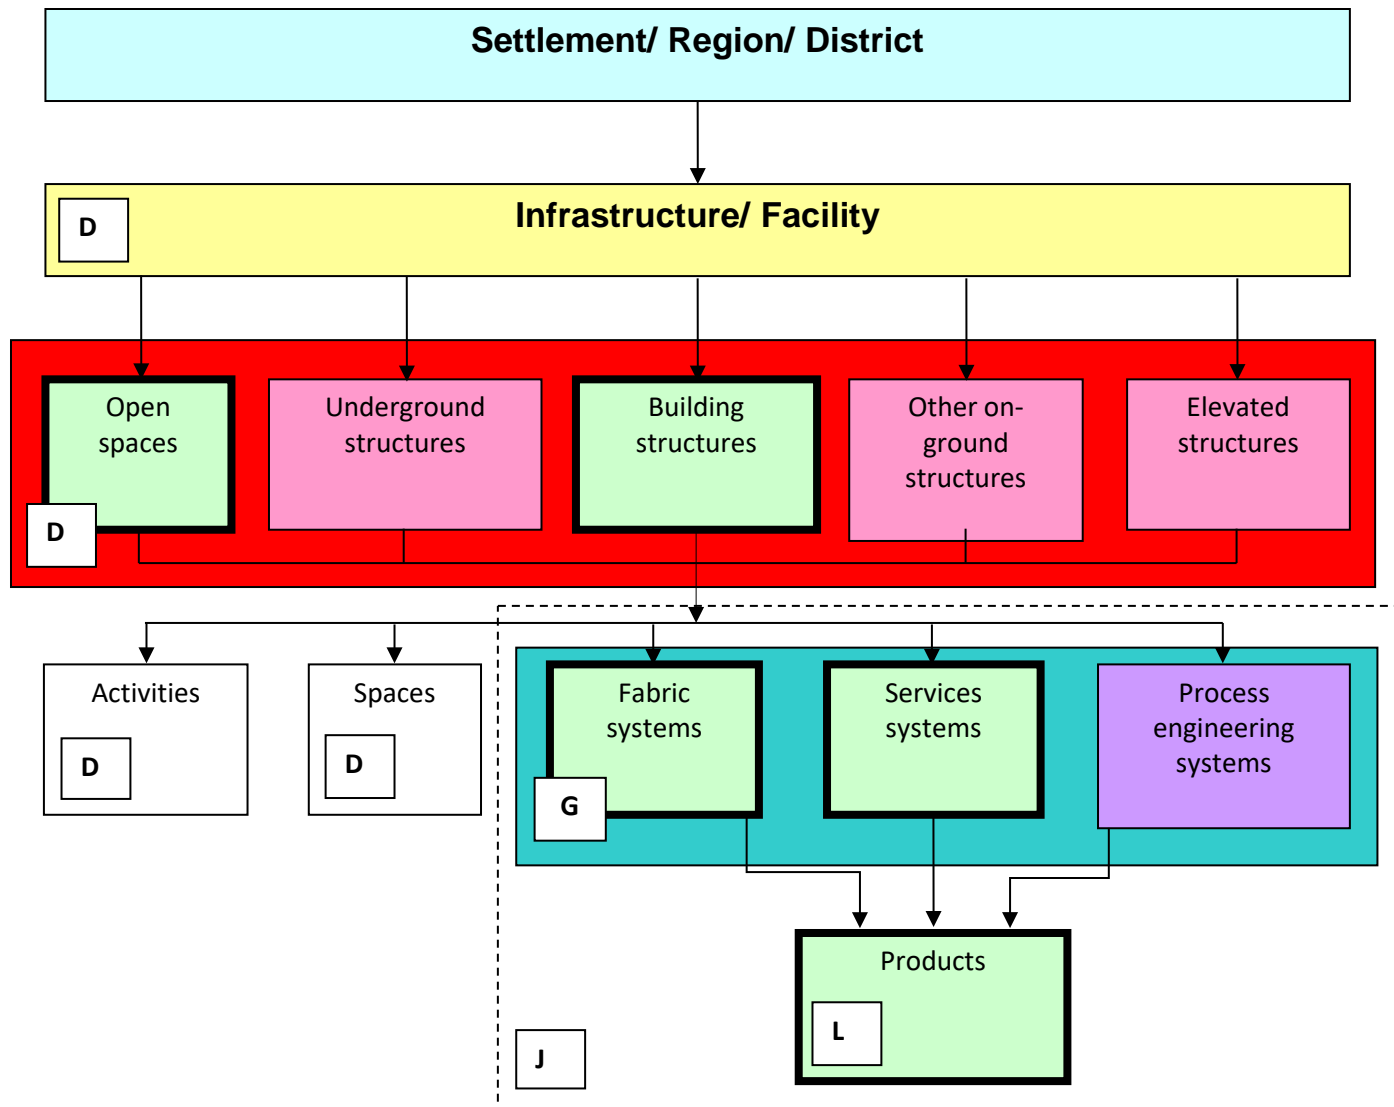 Settlement/ Region/ District
D
Infrastructure/ Facility
Open
spaces
D
Underground
structures
Building
structures
Other on-
ground
structures
Elevated
structures
Activities
D
Spaces
D
Fabric
systems
G
Services
systems
Process
engineering
systems
Products
L
J